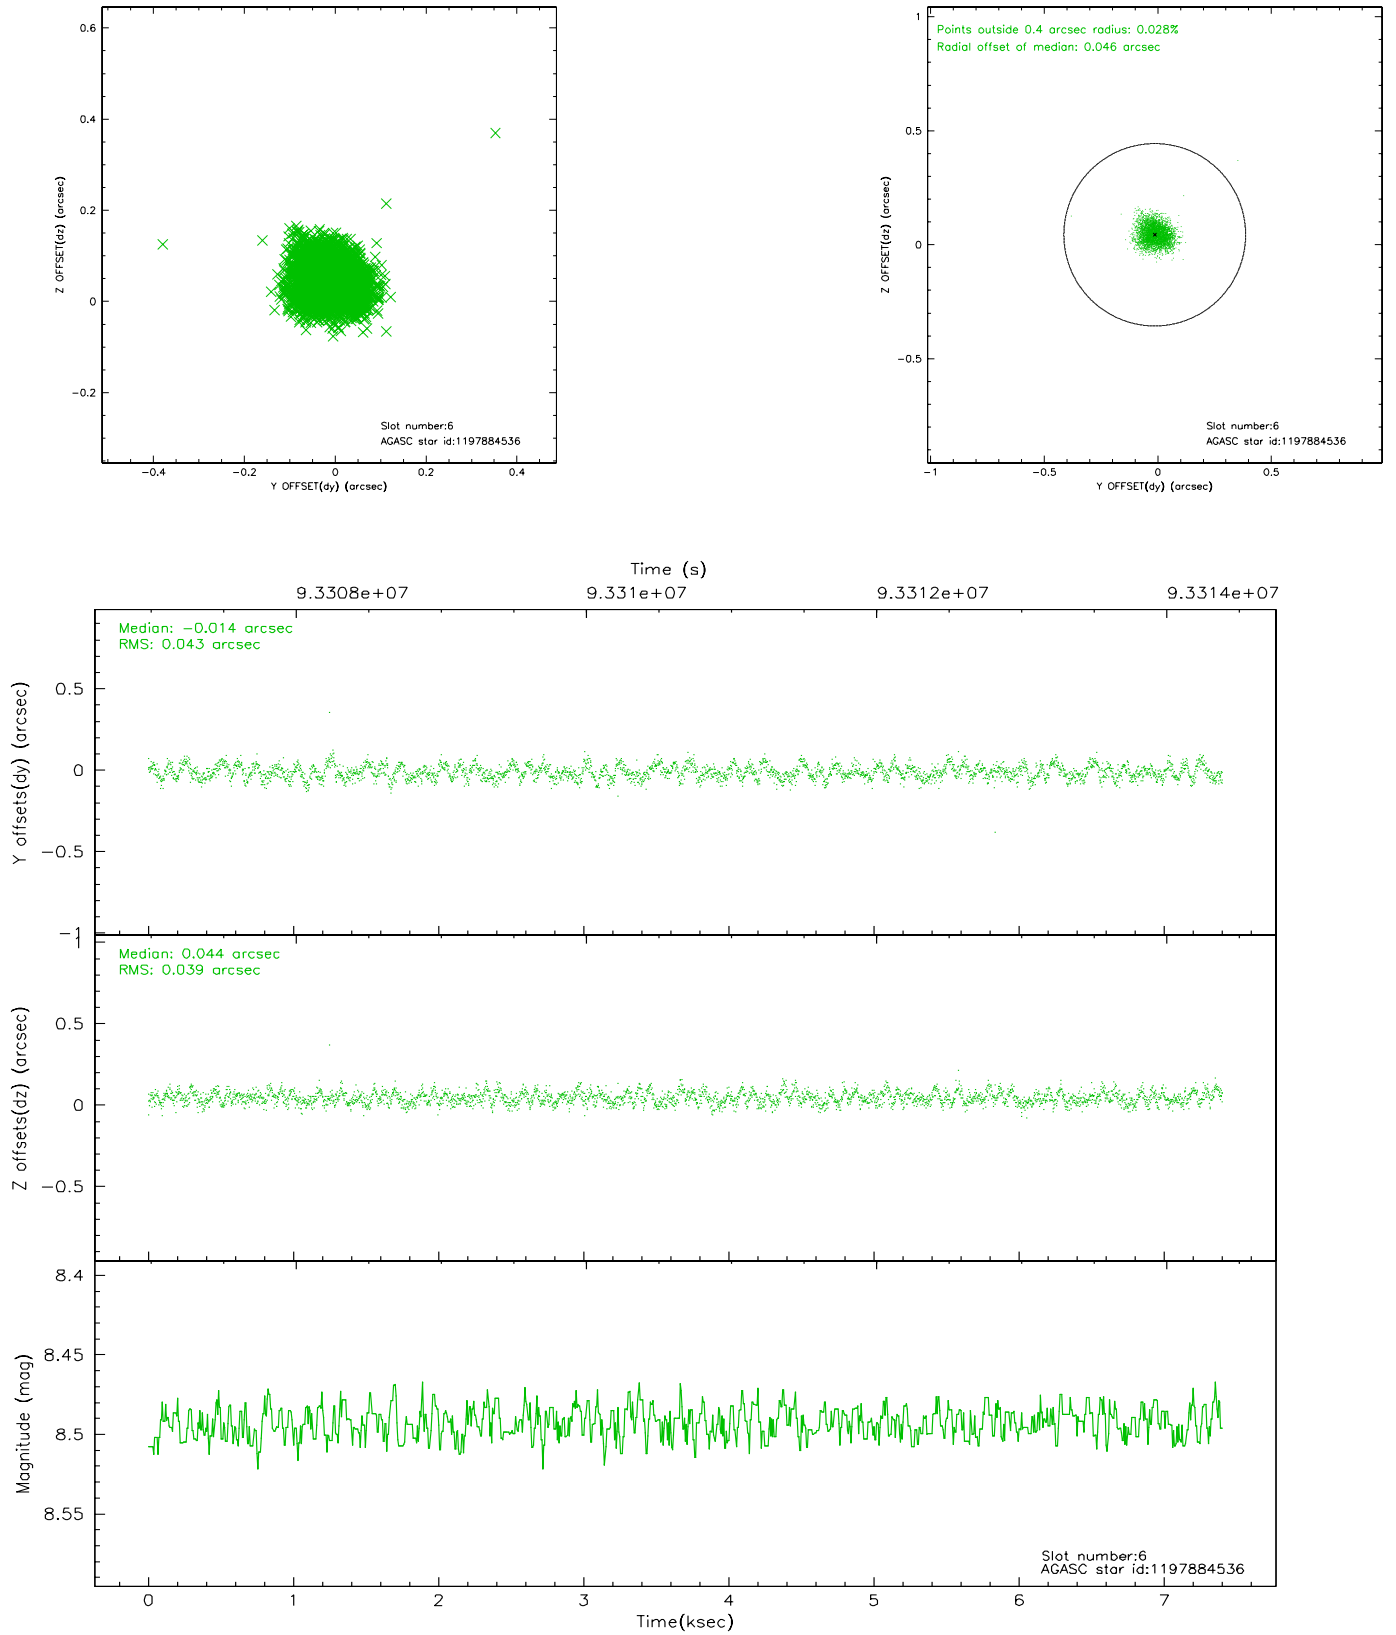 0.6
0.4
0.2
0
−0.2
Z OFFSET(dz) (arcsec)
Slot number:6
AGASC star id:1197884536
−0.4 −0.2 0 0.2 0.4
Y OFFSET(dy) (arcsec)
Points outside 0.4 arcsec radius: 0.028%
Radial offset of median: 0.046 arcsec
1
0.5
0
−0.5
Z OFFSET(dz) (arcsec)
Slot number:6
AGASC star id:1197884536
−1 −0.5 0 0.5
Y OFFSET(dy) (arcsec)
Time (s)
9.3308e+07 9.331e+07 9.3312e+07 9.3314e+07
Median: −0.014 arcsec
RMS: 0.043 arcsec
0.5
0
−0.5
−1
Y offsets(dy) (arcsec)
Median: 0.044 arcsec
RMS: 0.039 arcsec
1
0.5
0
−0.5
Z offsets(dz) (arcsec)
8.4
8.45
8.5
8.55
Magnitude (mag)
Slot number:6
AGASC star id:1197884536
0 1 2 3 4 5 6 7
Time(ksec)